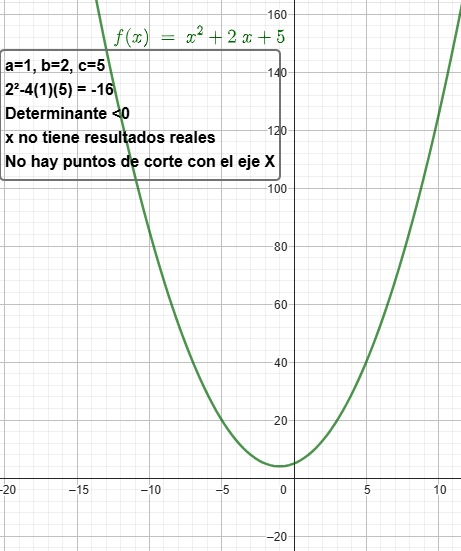 160
f(x) = x² + 2 x + 5
a=1, b=2, c=5
140
2²-4(1)(5) = -16
Determinante <0
120
x no tiene resultados reales
No hay puntos de corte con el eje X
100
80
60
40
20
–20 –15 –10 –5 0 5 10
–20